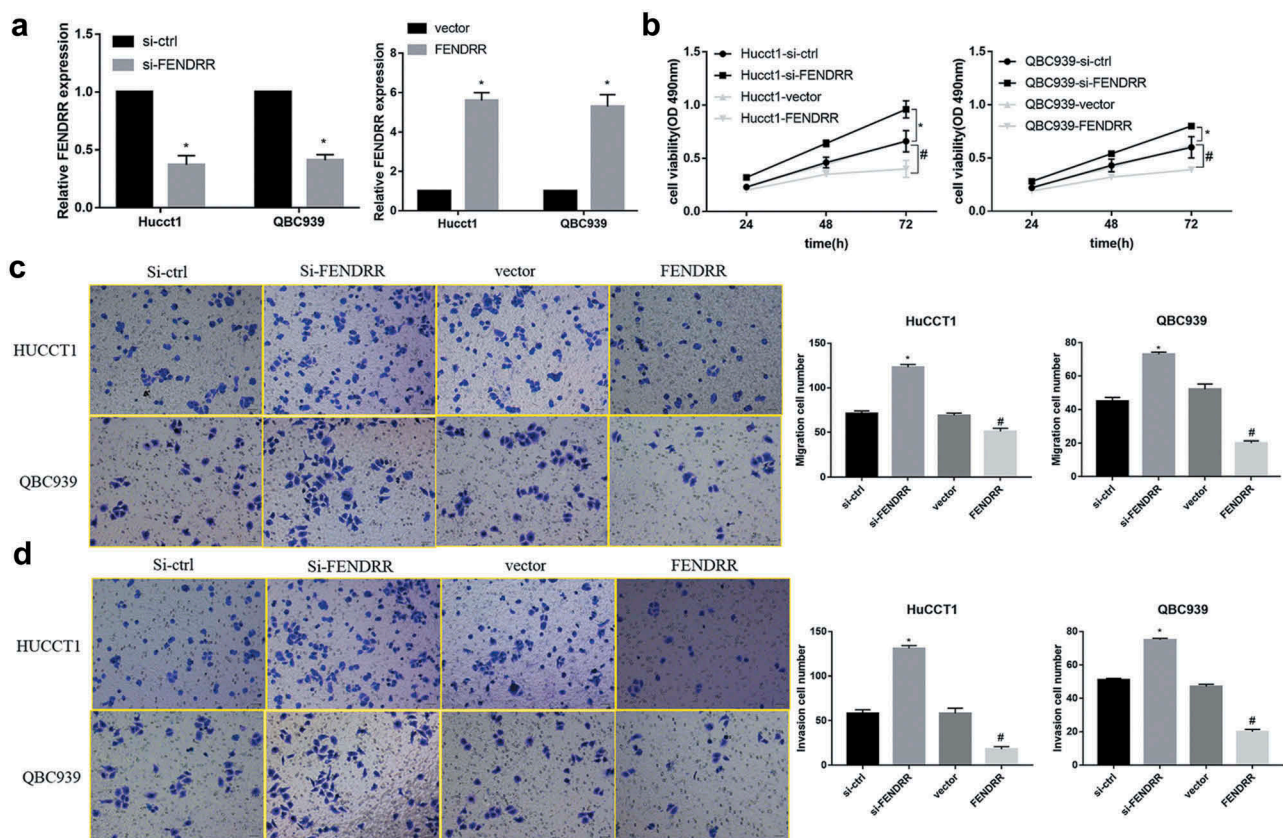 a
Relative FENDRR expression
1.5
1.0
0.5
0.0
si-ctrl
si-FENDRR
*
*
Hucct1
QBC939
Relative FENDRR expression
8
6
4
2
0
vector
FENDRR
*
*
Hucct1
QBC939
b
cell viability(OD 490nm)
1.5
1.0
0.5
0.0
Hucct1-si-ctrl
Hucct1-si-FENDRR
Hucct1-vector
Hucct1-FENDRR
*
#
24
48
72
time(h)
cell viability(OD 490nm)
1.5
1.0
0.5
0.0
QBC939-si-ctrl
QBC939-si-FENDRR
QBC939-vector
QBC939-FENDRR
*
#
24
48
72
time(h)
c
Si-ctrl
Si-FENDRR
vector
FENDRR
HUCCT1
QBC939
HuCCT1
Migration cell number
150
100
50
0
*
#
si-ctrl
si-FENDRR
vector
FENDRR
QBC939
Migration cell number
80
60
40
20
0
*
#
si-ctrl
si-FENDRR
vector
FENDRR
d
Si-ctrl
Si-FENDRR
vector
FENDRR
HUCCT1
QBC939
HuCCT1
Invasion cell number
150
100
50
0
*
#
si-ctrl
si-FENDRR
vector
FENDRR
QBC939
Invasion cell number
80
60
40
20
0
*
#
si-ctrl
si-FENDRR
vector
FENDRR